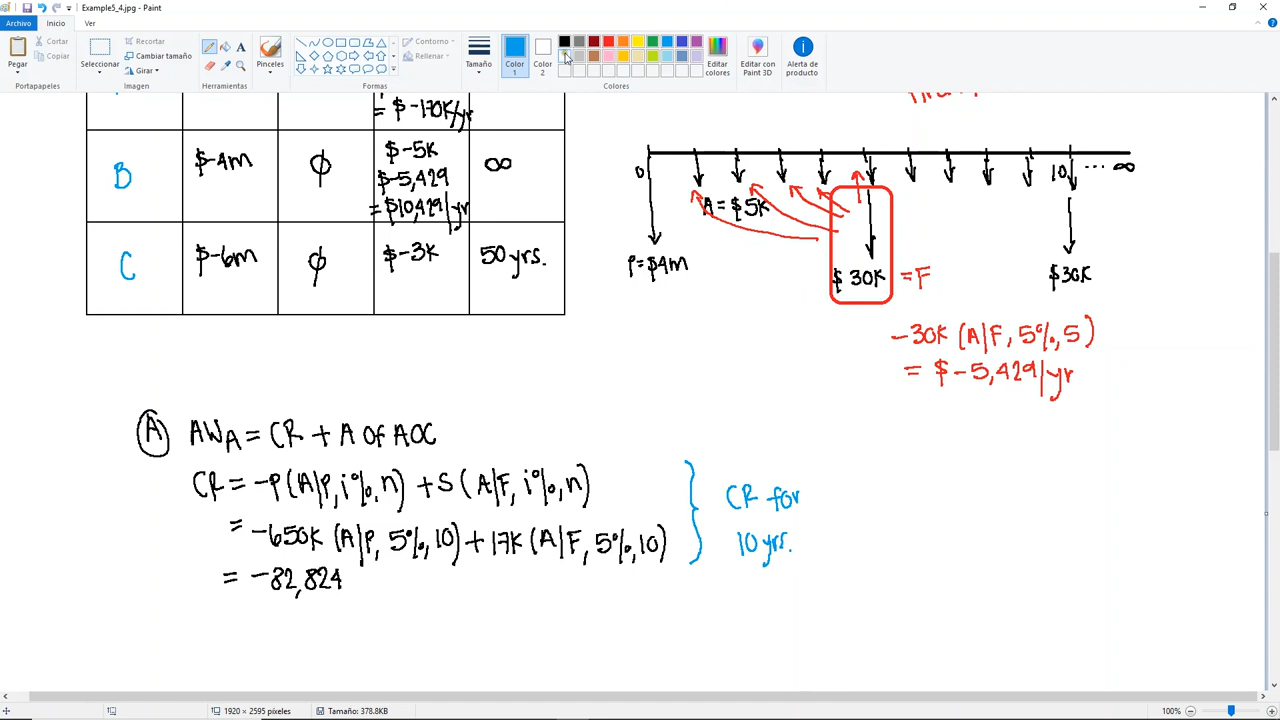 Example5_4.jpg - Paint
Archivo
Inicio
Ver
Pegar
Cortar
Copiar
Portapapeles
Seleccionar
Recortar
Cambiar tamaño
Girar
Imagen
A
Herramientas
Pinceles
Contorno
Rellenar
Formas
Tamaño
Color 1
Color 2
Editar colores
Colores
Editar con Paint 3D
Alerta de producto
= $-170K/yr
B
$-4m
∅
$-5K
$-5,429
= $10,429/yr
∞
C
$-6m
∅
$-3K
50 yrs.
0
10 ... ∞
A = $5K
P = $4m
$30K = F
$30K
-30K (A/F, 5%, 5)
= $-5,429/yr
A AWA = CR + A of AOC
CR = -P(A/P, i%, n) + S(A/F, i%, n)
= -650K (A/P, 5%, 10) + 17K (A/F, 5%, 10)
= -82,824
CR for
10 yrs.
1920 × 2595 píxeles
Tamaño: 378.8KB
100%